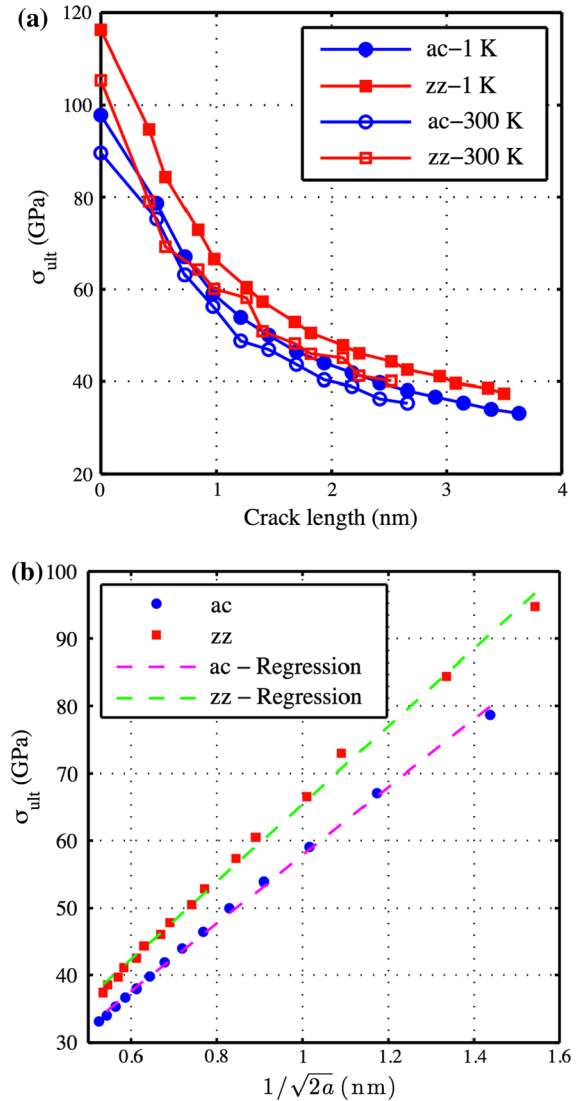 (a)
120
100
80
60
40
20
σult (GPa)
ac–1 K
zz–1 K
ac–300 K
zz–300 K
0 1 2 3 4
Crack length (nm)
(b)
100
90
80
70
60
50
40
30
σult (GPa)
ac
zz
ac – Regression
zz – Regression
0.6 0.8 1 1.2 1.4 1.6
1/√2a (nm)